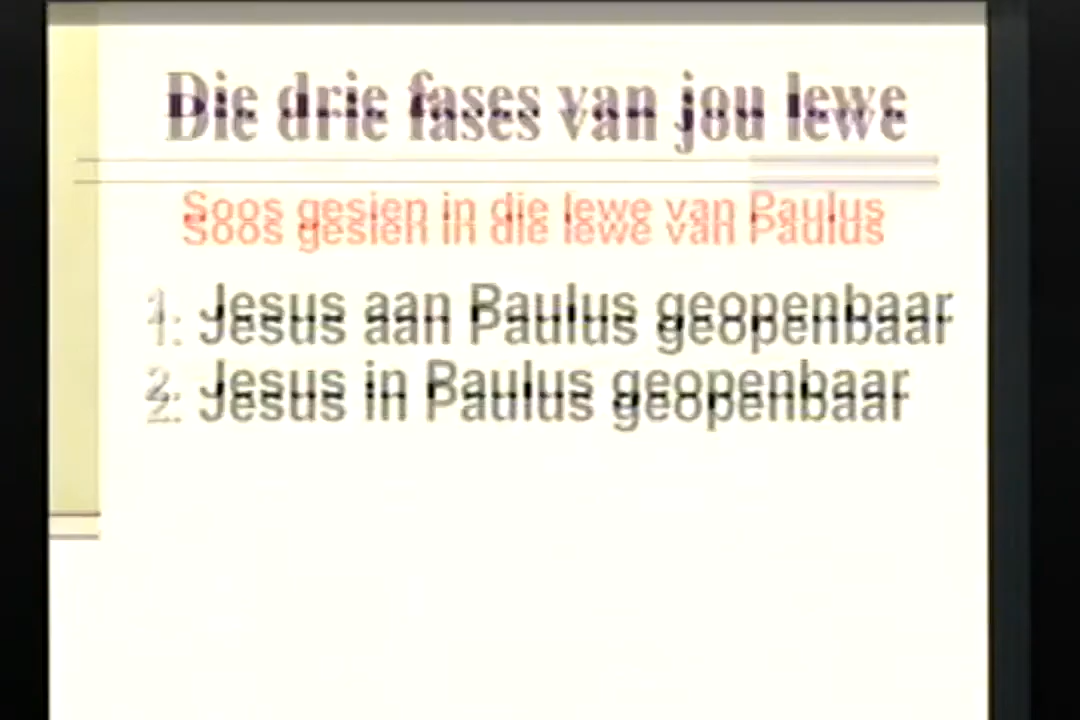 Die drie fases van jou lewe
Soos gesien in die lewe van Paulus
1. Jesus aan Paulus geopenbaar
2. Jesus in Paulus geopenbaar